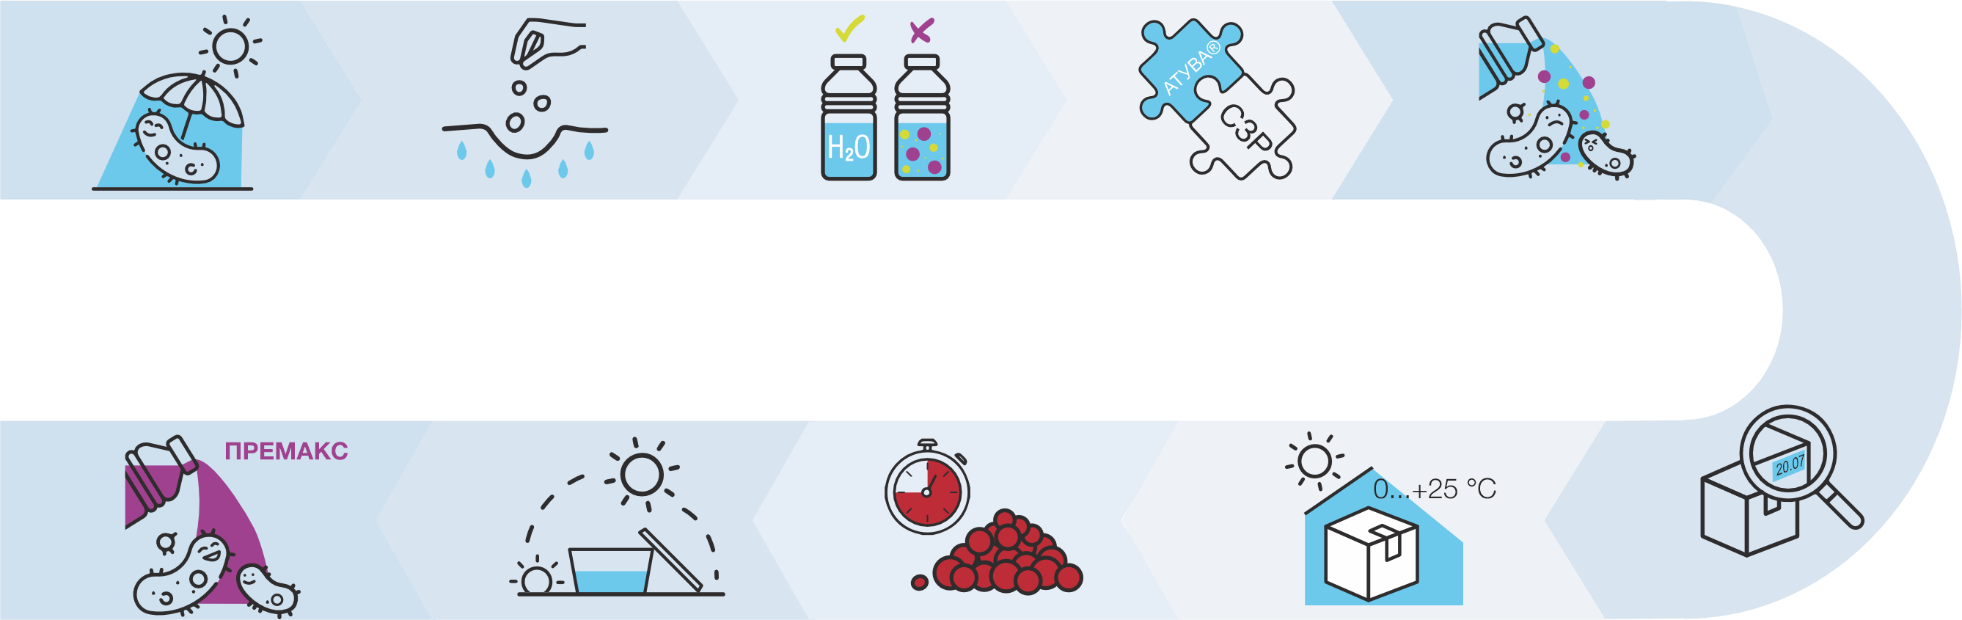 H₂O
АТУВА®
СЗР
20.07
0...+25 °C
ПРЕМАКС